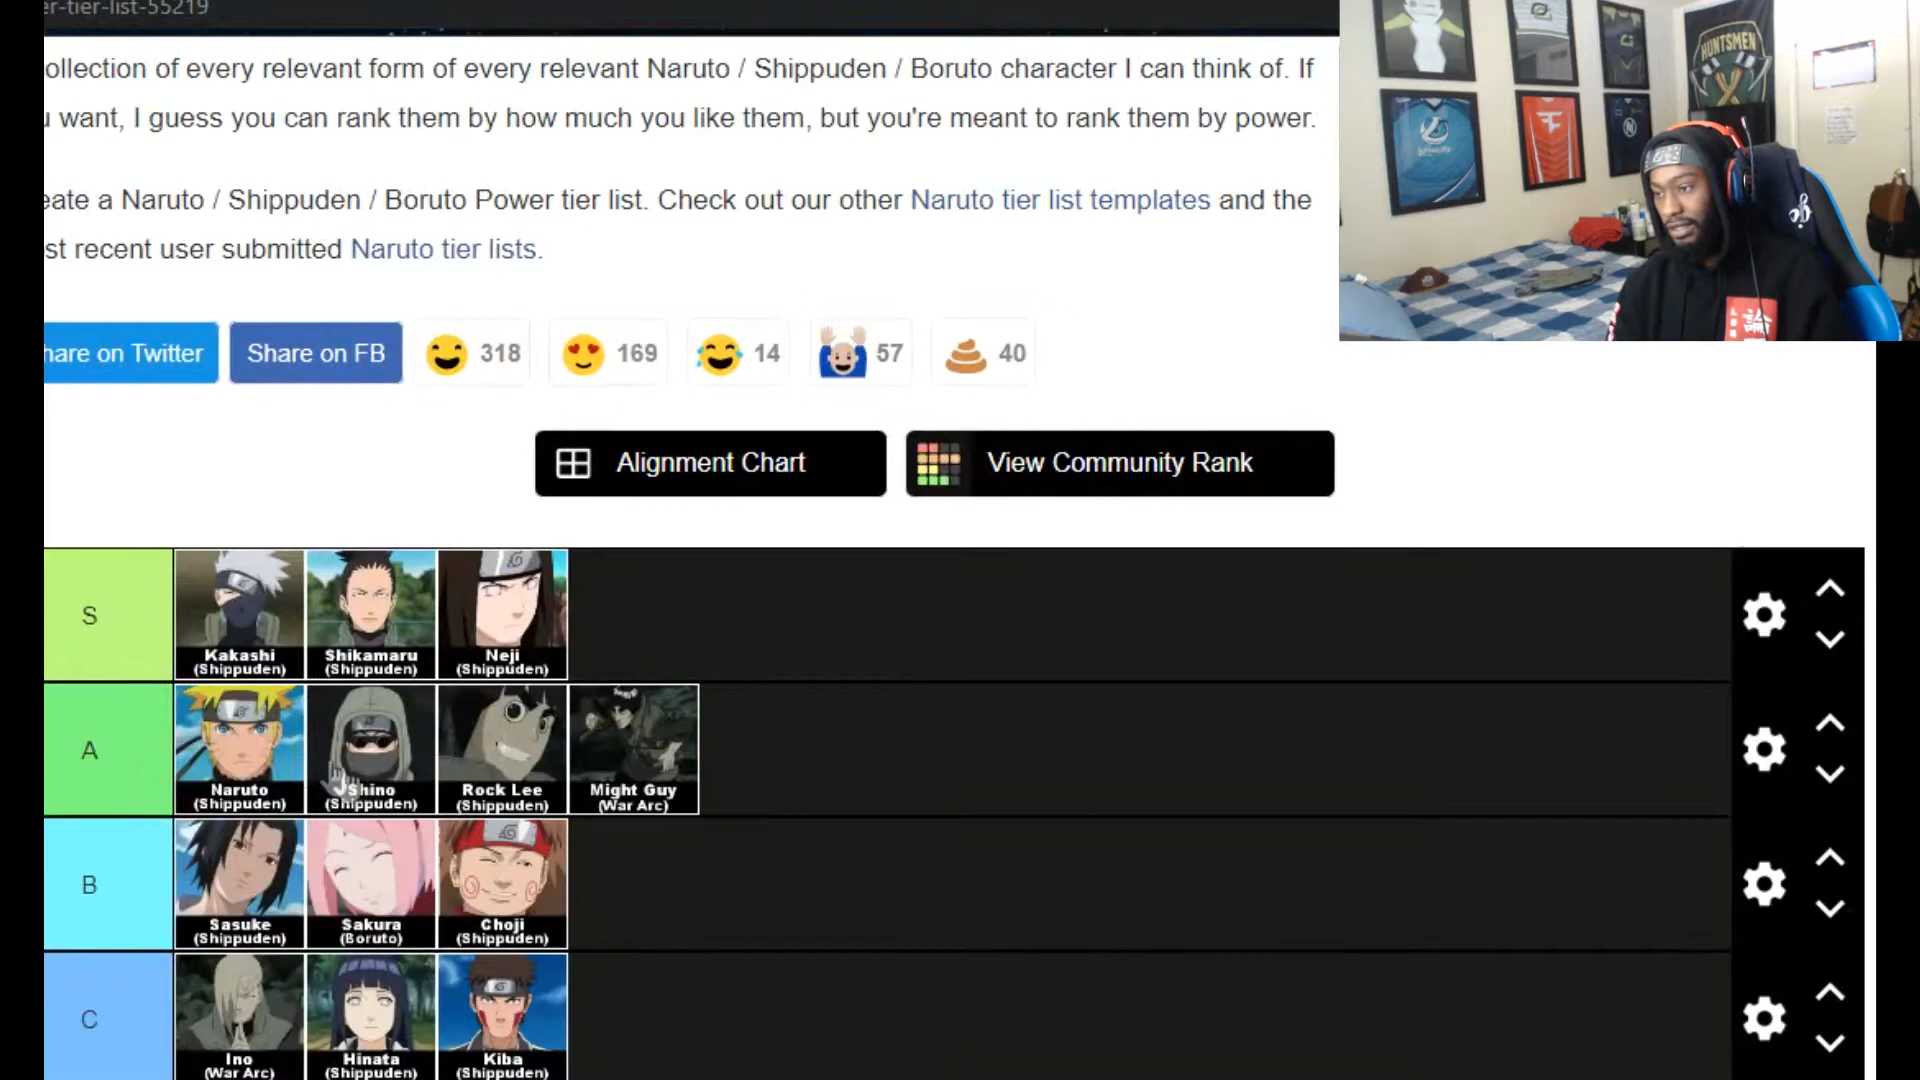 er-tier-list-55219
ollection of every relevant form of every relevant Naruto / Shippuden / Boruto character I can think of. If
u want, I guess you can rank them by how much you like them, but you're meant to rank them by power.
eate a Naruto / Shippuden / Boruto Power tier list. Check out our other Naruto tier list templates and the
st recent user submitted Naruto tier lists.
hare on Twitter
Share on FB
318
169
14
57
40
Alignment Chart
View Community Rank
HUNTSMEN
S
Kakashi
(Shippuden)
Shikamaru
(Shippuden)
Neji
(Shippuden)
A
Naruto
(Shippuden)
Shino
(Shippuden)
Rock Lee
(Shippuden)
Might Guy
(War Arc)
B
Sasuke
(Shippuden)
Sakura
(Boruto)
Choji
(Shippuden)
C
Ino
(War Arc)
Hinata
(Shippuden)
Kiba
(Shippuden)